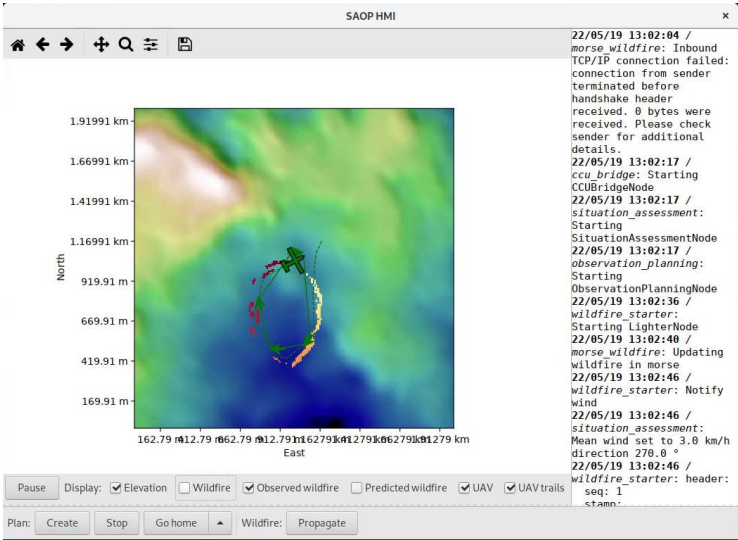 SAOP HMI
×
22/05/19 13:02:04 /
morse_wildfire: Inbound
TCP/IP connection failed:
connection from sender
terminated before
handshake header
received. 0 bytes were
received. Please check
sender for additional
details.
22/05/19 13:02:17 /
ccu_bridge: Starting
CCUBridgeNode
22/05/19 13:02:17 /
situation_assessment:
Starting
SituationAssessmentNode
22/05/19 13:02:17 /
observation_planning:
Starting
ObservationPlanningNode
22/05/19 13:02:36 /
wildfire_starter:
Starting LighterNode
22/05/19 13:02:40 /
morse_wildfire: Updating
wildfire in morse
22/05/19 13:02:46 /
wildfire_starter: Notify
wind
22/05/19 13:02:46 /
situation_assessment:
Mean wind set to 3.0 km/h
direction 270.0 °
22/05/19 13:02:46 /
wildfire_starter: header:
seq: 1
stamp:
1.91991 km
1.66991 km
1.41991 km
1.16991 km
919.91 m
669.91 m
419.91 m
169.91 m
North
162.79 m
East
Pause Display: Elevation Wildfire Observed wildfire Predicted wildfire UAV UAV trails
Plan: Create Stop Go home Wildfire: Propagate